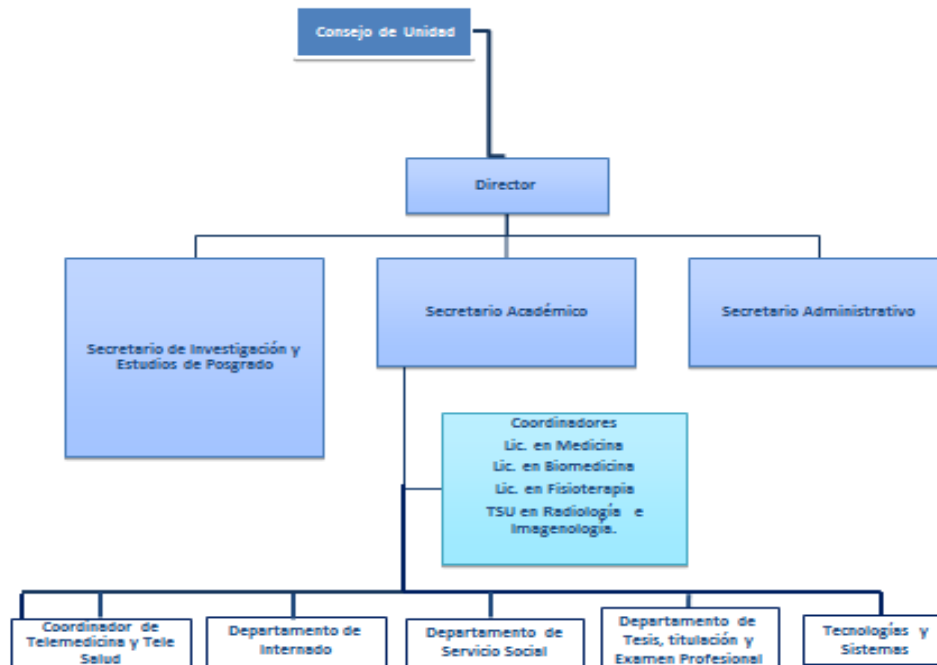 Consejo de Unidad
Director
Secretario de Investigación y
Estudios de Posgrado
Secretario Académico
Secretario Administrativo
Coordinadores
Lic. en Medicina
Lic. en Biomedicina
Lic. en Fisioterapia
TSU en Radiología e
Imagenología.
Coordinador de
Telemedicina y Tele
Salud
Departamento de
Internado
Departamento de
Servicio Social
Departamento de
Tesis, titulación y
Examen Profesional
Tecnologías y
Sistemas